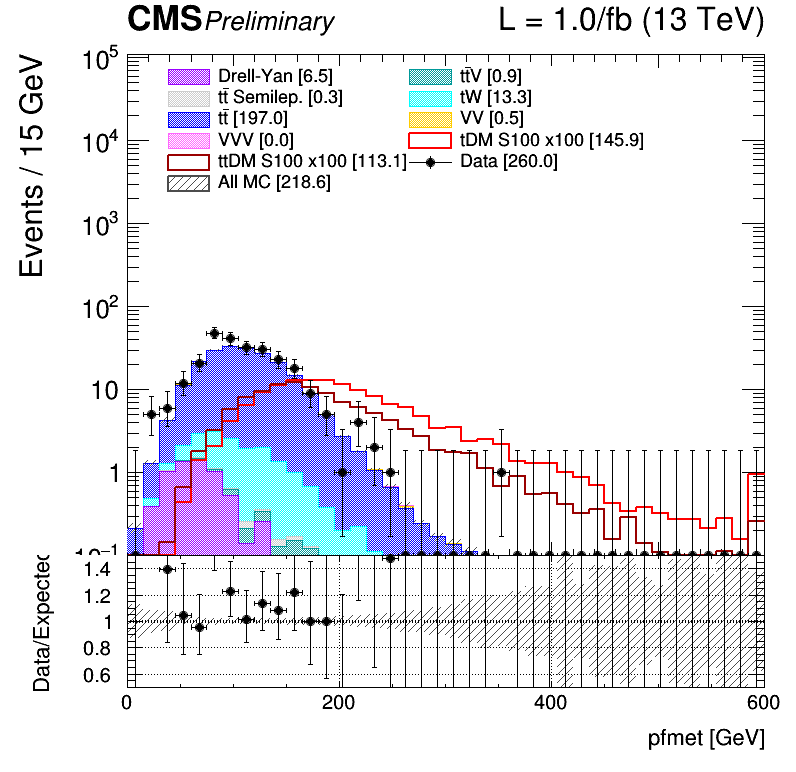 CMS Preliminary L = 1.0/fb (13 TeV)
Events / 15 GeV
10⁵
10⁴
10³
10²
10
1
10⁻¹
Drell-Yan [6.5]
tt̄V [0.9]
tt̄ Semilep. [0.3]
tW [13.3]
tt̄ [197.0]
VV [0.5]
VVV [0.0]
tDM S100 x100 [145.9]
ttDM S100 x100 [113.1]
Data [260.0]
All MC [218.6]
Data/Expected
1.4
1.2
1
0.8
0.6
0 200 400 600
pfmet [GeV]